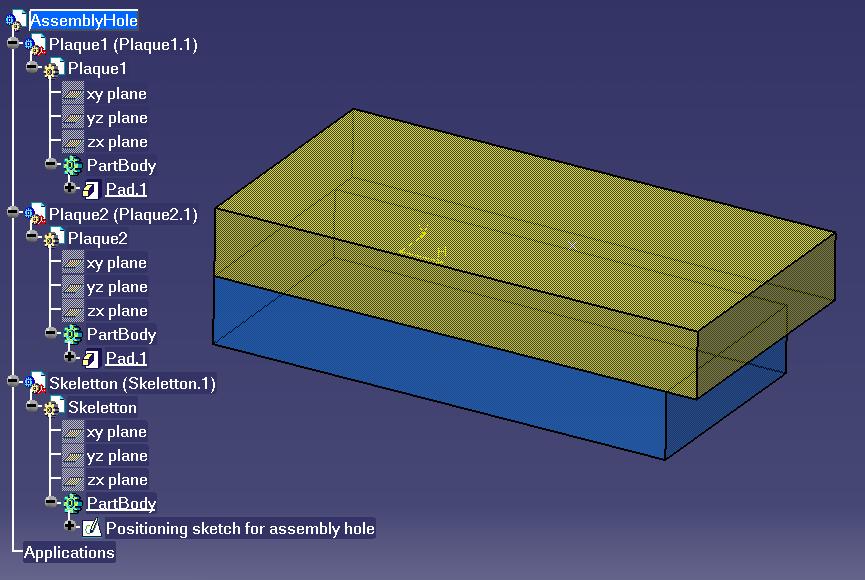 AssemblyHole
Plaque1 (Plaque1.1)
Plaque1
xy plane
yz plane
zx plane
PartBody
Pad.1
Plaque2 (Plaque2.1)
Plaque2
xy plane
yz plane
zx plane
PartBody
Pad.1
Skeletton (Skeletton.1)
Skeletton
xy plane
yz plane
zx plane
PartBody
Positioning sketch for assembly hole
Applications
V
H